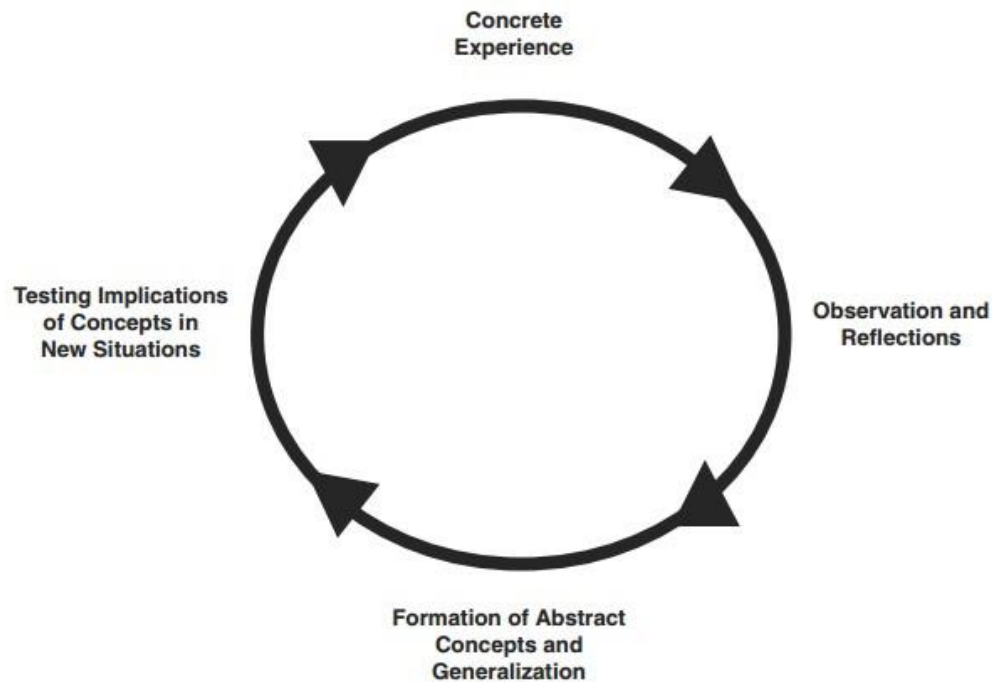 Concrete
Experience
Testing Implications
of Concepts in
New Situations
Observation and
Reflections
Formation of Abstract
Concepts and
Generalization